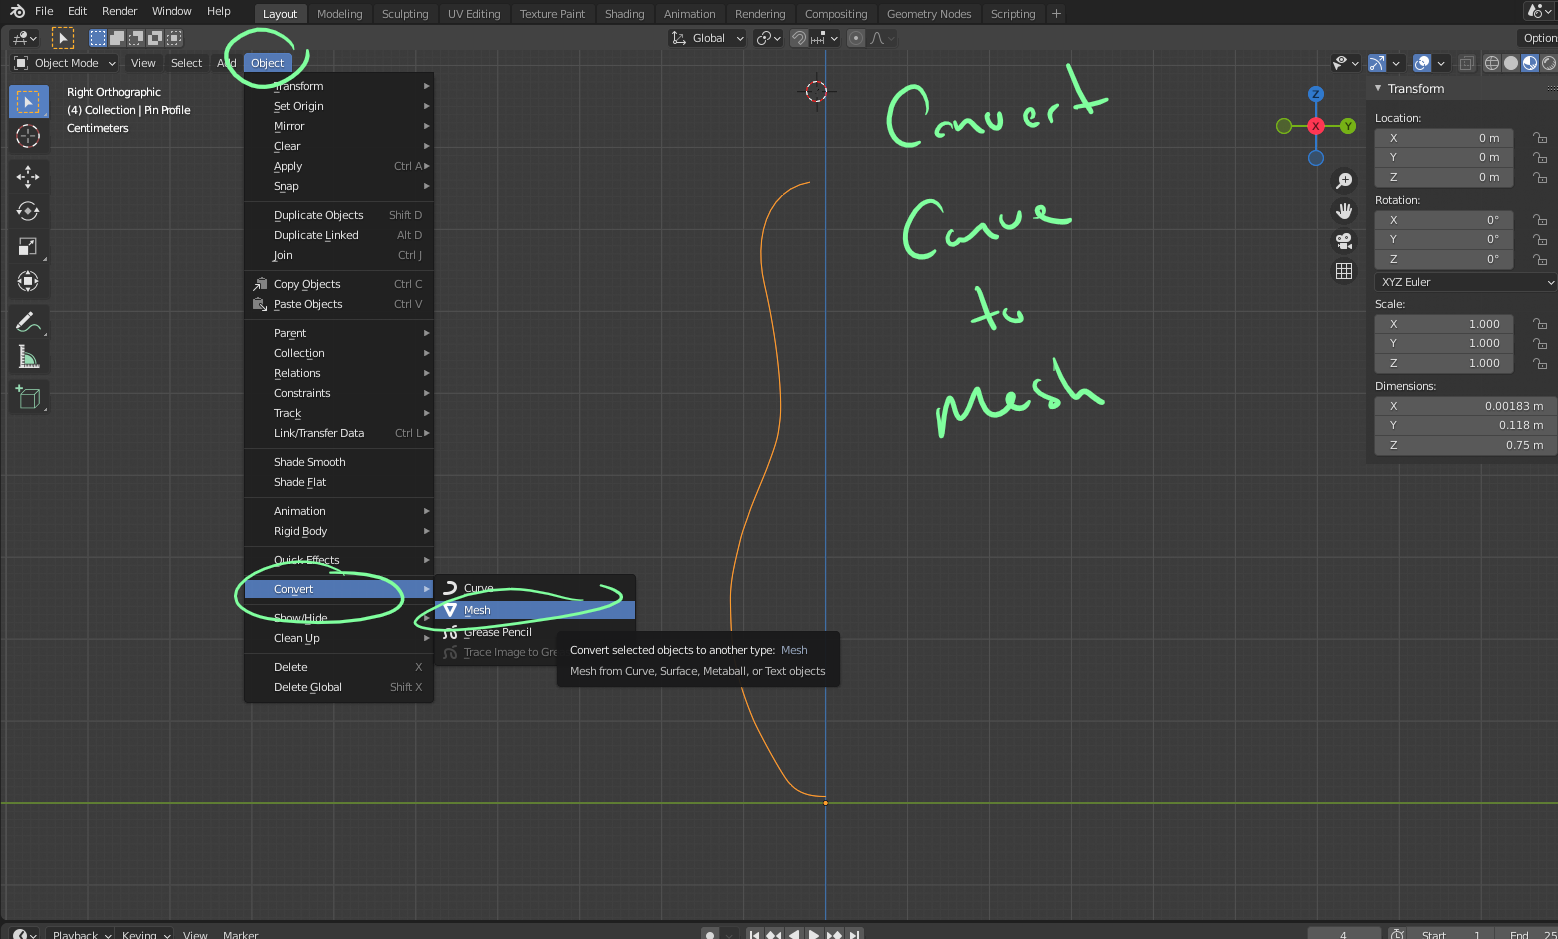 File Edit Render Window Help Layout Modeling Sculpting UV Editing Texture Paint Shading Animation Rendering Compositing Geometry Nodes Scripting +
Global Option
Object Mode View Select Add Object
Right Orthographic
(4) Collection | Pin Profile
Centimeters
Transform
Set Origin
Mirror
Clear
Apply Ctrl A
Snap
Duplicate Objects Shift D
Duplicate Linked Alt D
Join Ctrl J
Copy Objects Ctrl C
Paste Objects Ctrl V
Parent
Collection
Relations
Constraints
Track
Link/Transfer Data Ctrl L
Shade Smooth
Shade Flat
Animation
Rigid Body
Quick Effects
Convert
Show/Hide
Clean Up
Delete X
Delete Global Shift X
Curve
Mesh
Grease Pencil
Trace Image to Gre
Convert selected objects to another type: Mesh
Mesh from Curve, Surface, Metaball, or Text objects
Convert
Curve
to
Mesh
Z
X Y
Transform
Location:
X 0 m
Y 0 m
Z 0 m
Rotation:
X 0°
Y 0°
Z 0°
XYZ Euler
Scale:
X 1.000
Y 1.000
Z 1.000
Dimensions:
X 0.00183 m
Y 0.118 m
Z 0.75 m
Playback Keying View Marker 4 Start 1 End 25